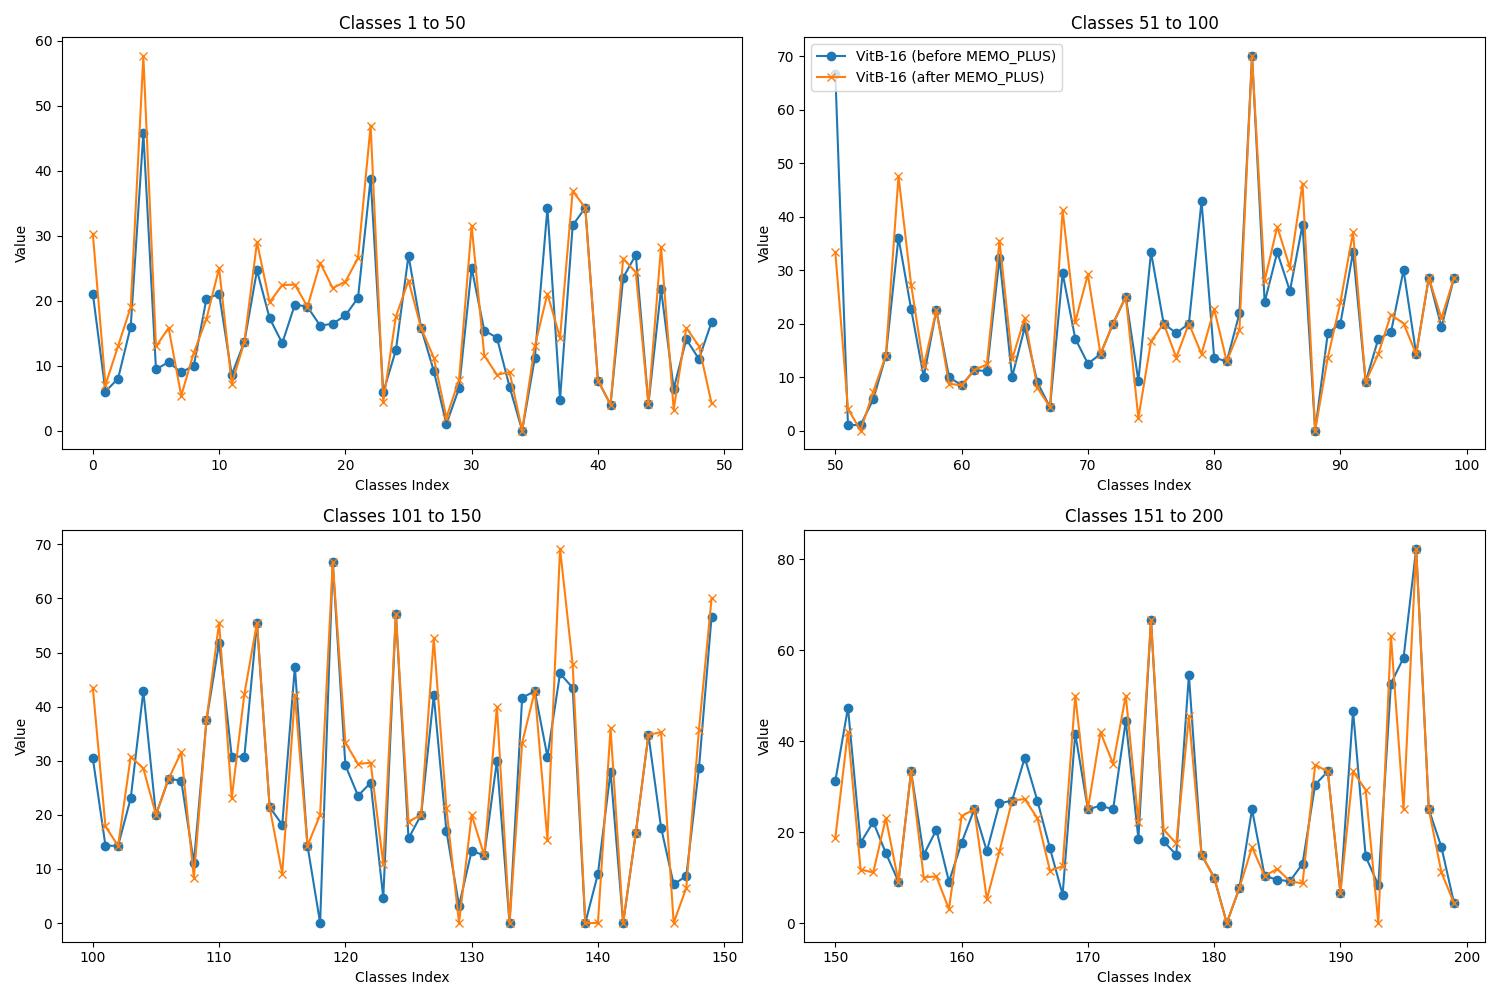 Classes 1 to 50
Value
60
50
40
30
20
10
0
0 10 20 30 40 50
Classes Index
Classes 51 to 100
VitB-16 (before MEMO_PLUS)
VitB-16 (after MEMO_PLUS)
Value
70
60
50
40
30
20
10
0
50 60 70 80 90 100
Classes Index
Classes 101 to 150
Value
70
60
50
40
30
20
10
0
100 110 120 130 140 150
Classes Index
Classes 151 to 200
Value
80
60
40
20
0
150 160 170 180 190 200
Classes Index